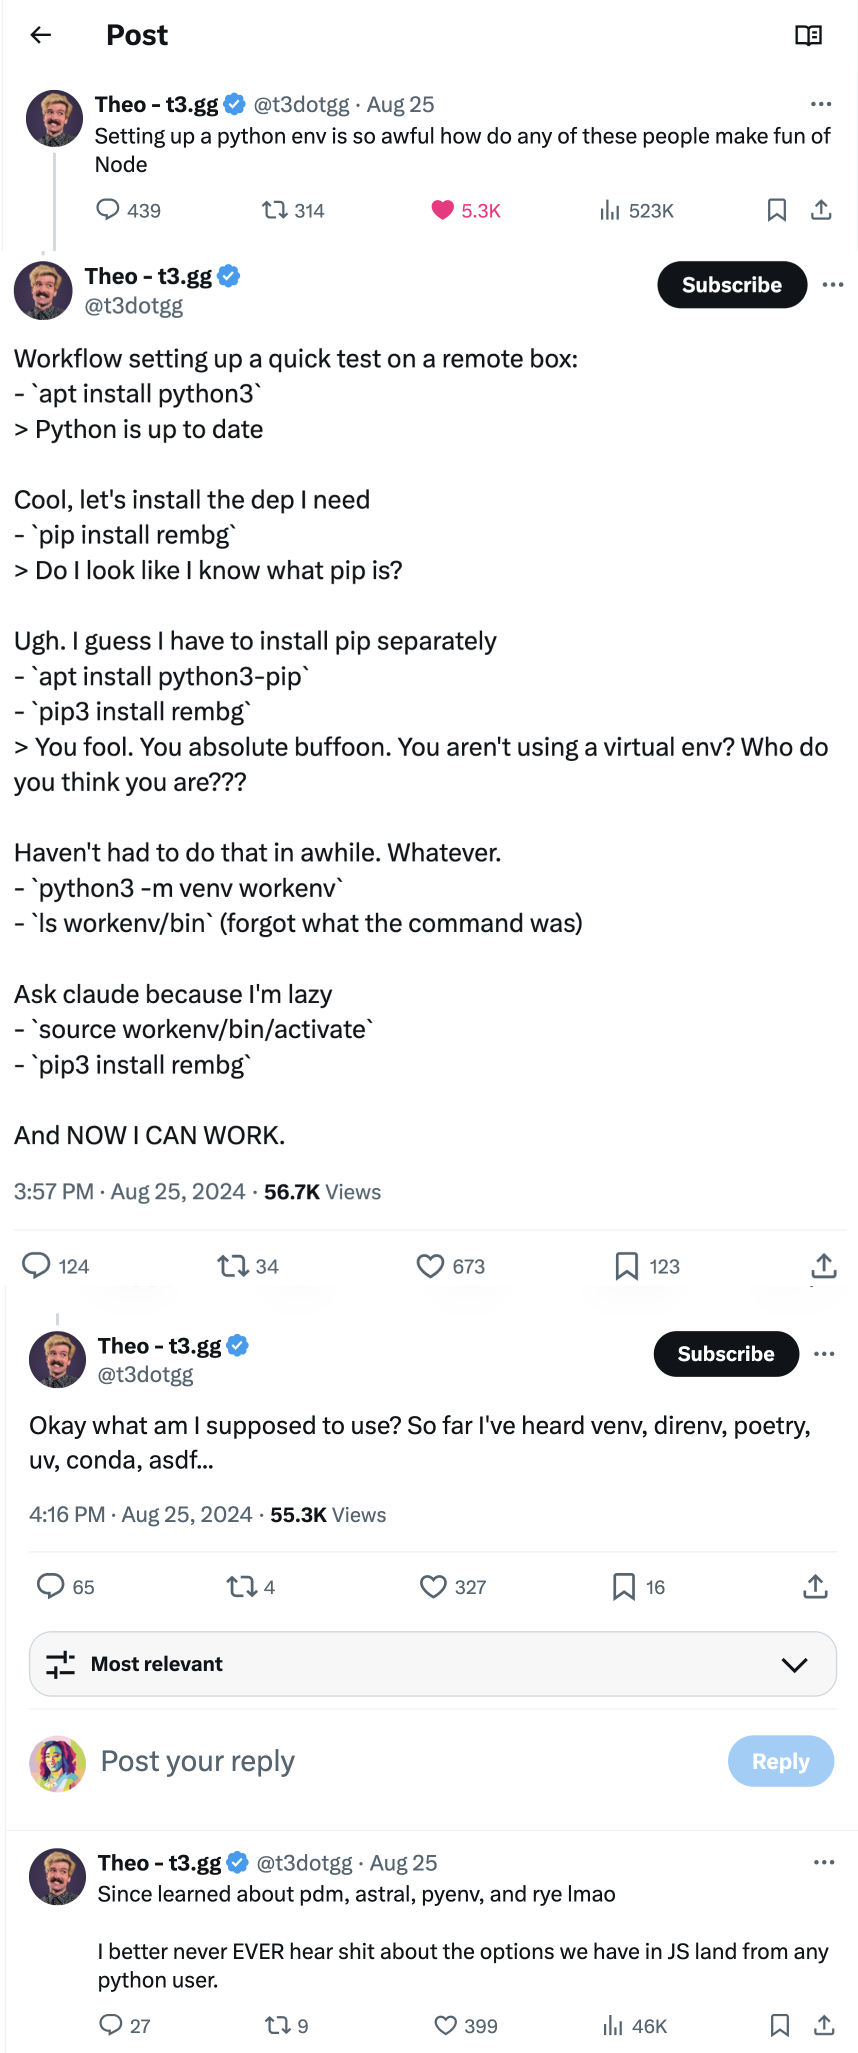 Post
Theo - t3.gg @t3dotgg · Aug 25
Setting up a python env is so awful how do any of these people make fun of
Node
439 314 5.3K 523K
Theo - t3.gg
@t3dotgg
Subscribe
Workflow setting up a quick test on a remote box:
- `apt install python3`
> Python is up to date
Cool, let's install the dep I need
- `pip install rembg`
> Do I look like I know what pip is?
Ugh. I guess I have to install pip separately
- `apt install python3-pip`
- `pip3 install rembg`
> You fool. You absolute buffoon. You aren't using a virtual env? Who do
you think you are???
Haven't had to do that in awhile. Whatever.
- `python3 -m venv workenv`
- `ls workenv/bin` (forgot what the command was)
Ask claude because I'm lazy
- `source workenv/bin/activate`
- `pip3 install rembg`
And NOW I CAN WORK.
3:57 PM · Aug 25, 2024 · 56.7K Views
124 34 673 123
Theo - t3.gg
@t3dotgg
Subscribe
Okay what am I supposed to use? So far I've heard venv, direnv, poetry,
uv, conda, asdf...
4:16 PM · Aug 25, 2024 · 55.3K Views
65 4 327 16
Most relevant
Post your reply
Reply
Theo - t3.gg @t3dotgg · Aug 25
Since learned about pdm, astral, pyenv, and rye lmao
I better never EVER hear shit about the options we have in JS land from any
python user.
27 9 399 46K